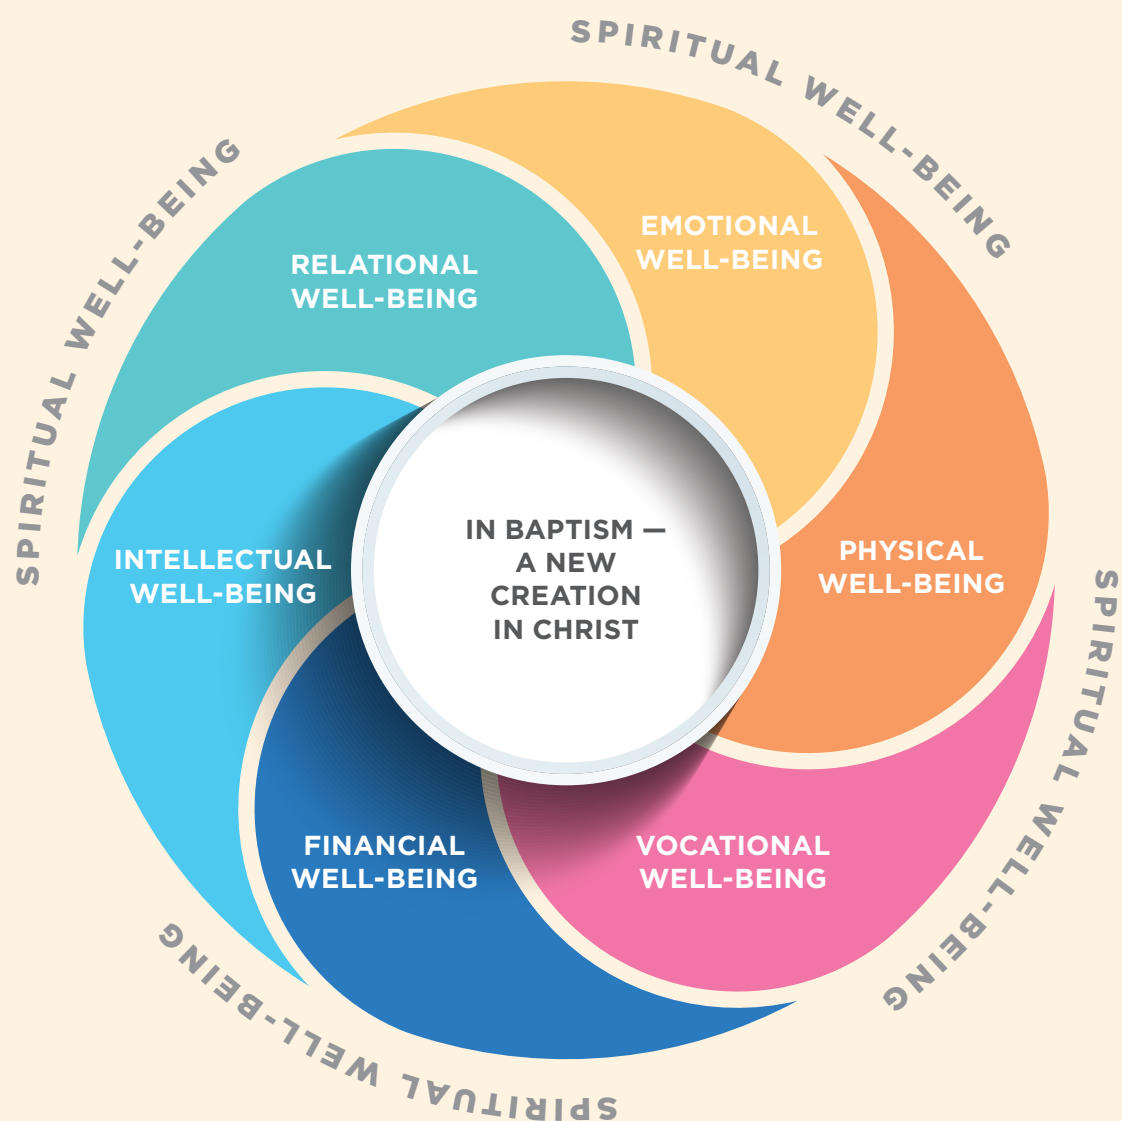 SPIRITUAL WELL-BEING
SPIRITUAL WELL-BEING
EMOTIONAL
WELL-BEING
RELATIONAL
WELL-BEING
IN BAPTISM —
A NEW
CREATION
IN CHRIST
PHYSICAL
WELL-BEING
INTELLECTUAL
WELL-BEING
FINANCIAL
WELL-BEING
VOCATIONAL
WELL-BEING
SPIRITUAL WELL-BEING
SPIRITUAL WELL-BEING